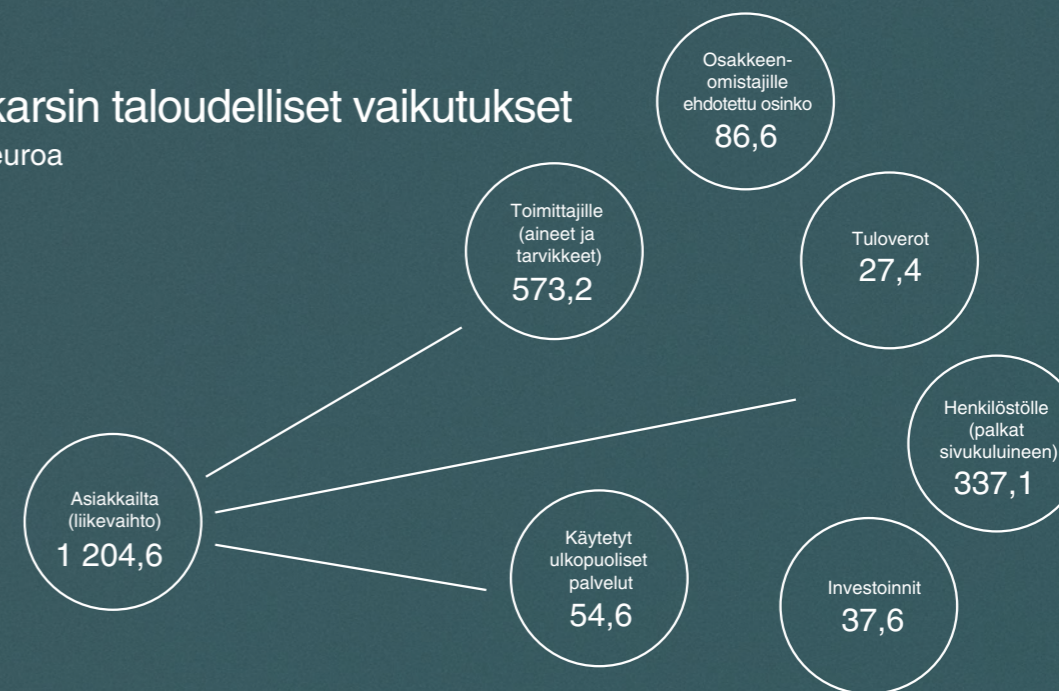 karsin taloudelliset vaikutukset
euroa
Osakkeen-
omistajille
ehdotettu osinko
86,6
Toimittajille
(aineet ja
tarvikkeet)
573,2
Tuloverot
27,4
Henkilöstölle
(palkat
sivukuluineen)
337,1
Asiakkailta
(liikevaihto)
1 204,6
Käytetyt
ulkopuoliset
palvelut
54,6
Investoinnit
37,6